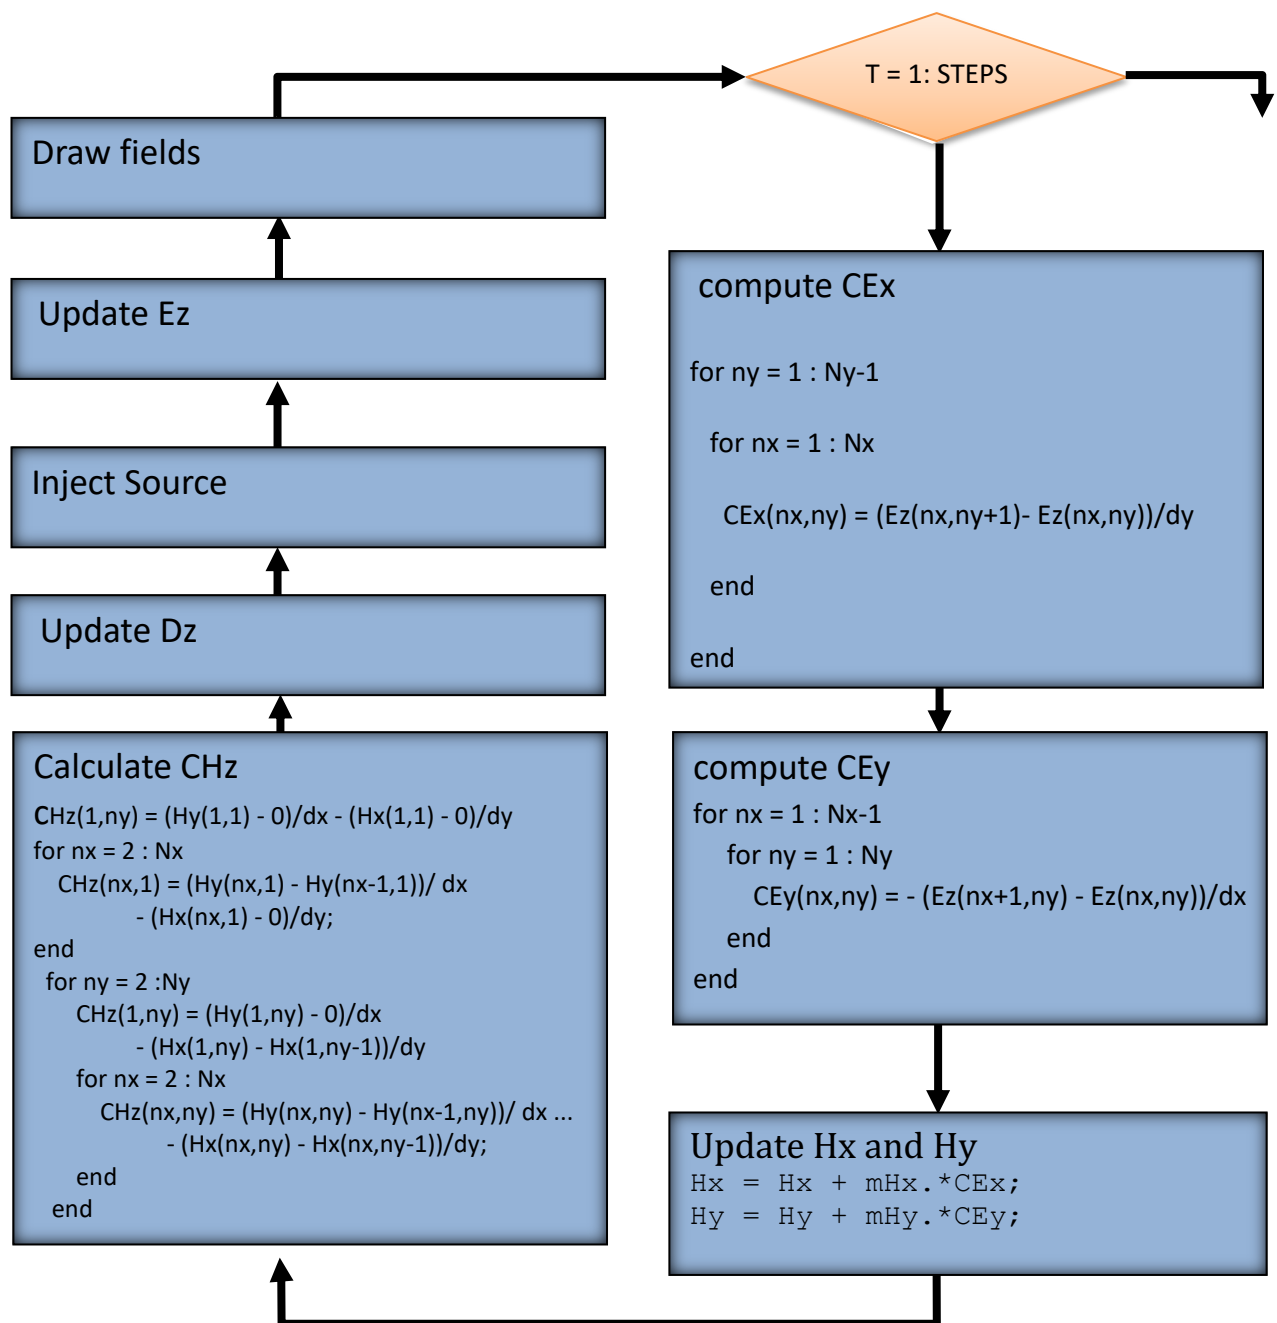 T = 1: STEPS
compute CEx
for ny = 1 : Ny-1
for nx = 1 : Nx
CEx(nx,ny) = (Ez(nx,ny+1)- Ez(nx,ny))/dy
end
end
compute CEy
for nx = 1 : Nx-1
for ny = 1 : Ny
CEy(nx,ny) = - (Ez(nx+1,ny) - Ez(nx,ny))/dx
end
end
Update Hx and Hy
Hx = Hx + mHx.*CEx;
Hy = Hy + mHy.*CEy;
Calculate CHz
CHz(1,ny) = (Hy(1,1) - 0)/dx - (Hx(1,1) - 0)/dy
for nx = 2 : Nx
CHz(nx,1) = (Hy(nx,1) - Hy(nx-1,1))/ dx
- (Hx(nx,1) - 0)/dy;
end
for ny = 2 :Ny
CHz(1,ny) = (Hy(1,ny) - 0)/dx
- (Hx(1,ny) - Hx(1,ny-1))/dy
for nx = 2 : Nx
CHz(nx,ny) = (Hy(nx,ny) - Hy(nx-1,ny))/ dx ...
- (Hx(nx,ny) - Hx(nx,ny-1))/dy;
end
end
Update Dz
Inject Source
Update Ez
Draw fields